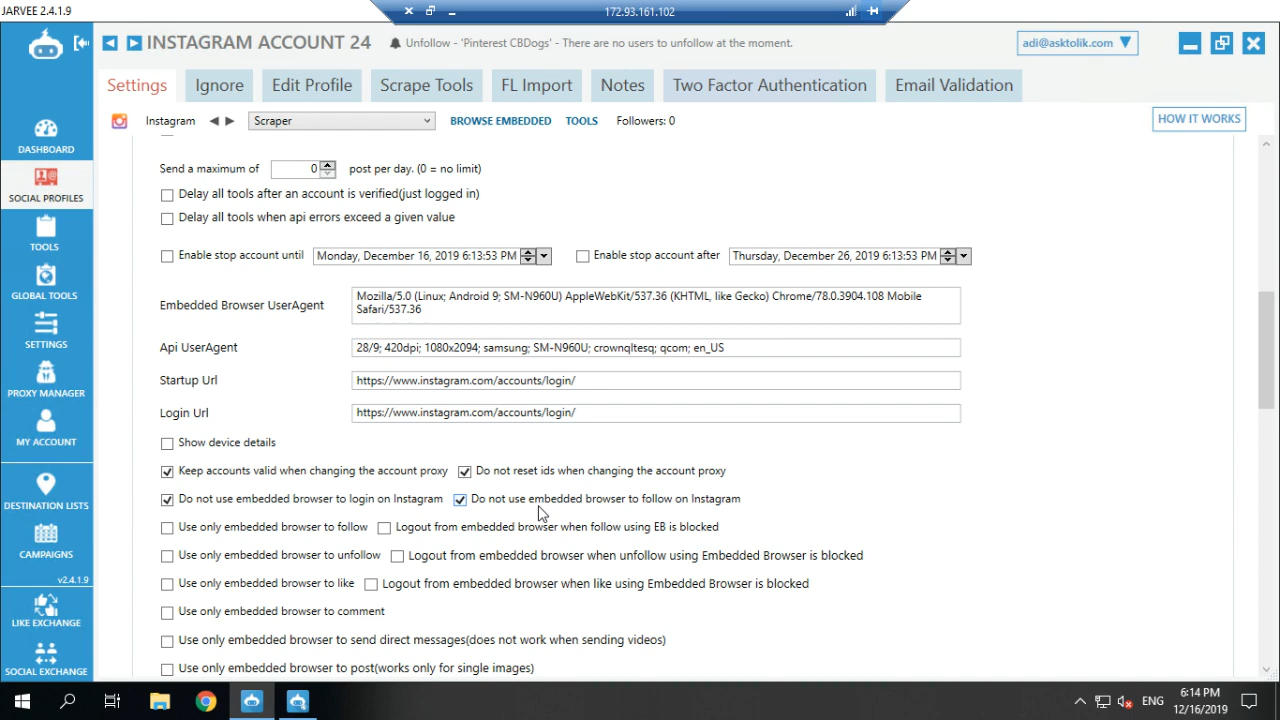 JARVEE 2.4.1.9
172.93.161.102
INSTAGRAM ACCOUNT 24
Unfollow - 'Pinterest CBDogs' - There are no users to unfollow at the moment.
adi@asktolik.com
Settings
Ignore
Edit Profile
Scrape Tools
FL Import
Notes
Two Factor Authentication
Email Validation
Instagram
Scraper
BROWSE EMBEDDED
TOOLS
Followers: 0
HOW IT WORKS
DASHBOARD
SOCIAL PROFILES
TOOLS
GLOBAL TOOLS
SETTINGS
PROXY MANAGER
MY ACCOUNT
DESTINATION LISTS
CAMPAIGNS
v2.4.1.9
LIKE EXCHANGE
SOCIAL EXCHANGE
Send a maximum of 0 post per day. (0 = no limit)
Delay all tools after an account is verified(just logged in)
Delay all tools when api errors exceed a given value
Enable stop account until Monday, December 16, 2019 6:13:53 PM Enable stop account after Thursday, December 26, 2019 6:13:53 PM
Embedded Browser UserAgent
Mozilla/5.0 (Linux; Android 9; SM-N960U) AppleWebKit/537.36 (KHTML, like Gecko) Chrome/78.0.3904.108 Mobile
Safari/537.36
Api UserAgent 28/9; 420dpi; 1080x2094; samsung; SM-N960U; crownqltesq; qcom; en_US
Startup Url https://www.instagram.com/accounts/login/
Login Url https://www.instagram.com/accounts/login/
Show device details
Keep accounts valid when changing the account proxy Do not reset ids when changing the account proxy
Do not use embedded browser to login on Instagram Do not use embedded browser to follow on Instagram
Use only embedded browser to follow Logout from embedded browser when follow using EB is blocked
Use only embedded browser to unfollow Logout from embedded browser when unfollow using Embedded Browser is blocked
Use only embedded browser to like Logout from embedded browser when like using Embedded Browser is blocked
Use only embedded browser to comment
Use only embedded browser to send direct messages(does not work when sending videos)
Use only embedded browser to post(works only for single images)
ENG
6:14 PM
12/16/2019